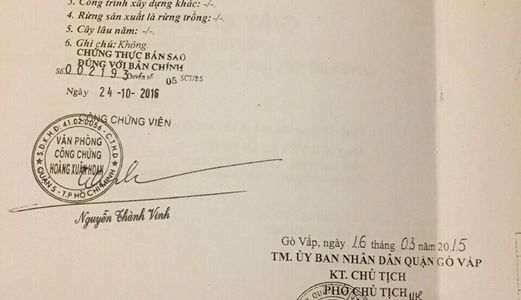 3. Công trình xây dựng khác: -/-.
4. Rừng sản xuất là rừng trồng: -/-.
5. Cây lâu năm: -/-.
6. Ghi chú: Không.
CHỨNG THỰC BẢN SAO
ĐÚNG VỚI BẢN CHÍNH
Số 002193 Quyển số 05 SCT/BS
Ngày 24-10-2016
CÔNG CHỨNG VIÊN
S.Đ.K.H.Đ: 41.02.0056 - C.T.H.D
VĂN PHÒNG
CÔNG CHỨNG
HOÀNG XUÂN HOAN
QUẬN 5 - T.P HỒ CHÍ MINH
Nguyễn Thành Vinh
Gò Vấp, ngày 16 tháng 03 năm 2015
TM. ỦY BAN NHÂN DÂN QUẬN GÒ VẤP
KT. CHỦ TỊCH
PHÓ CHỦ TỊCH